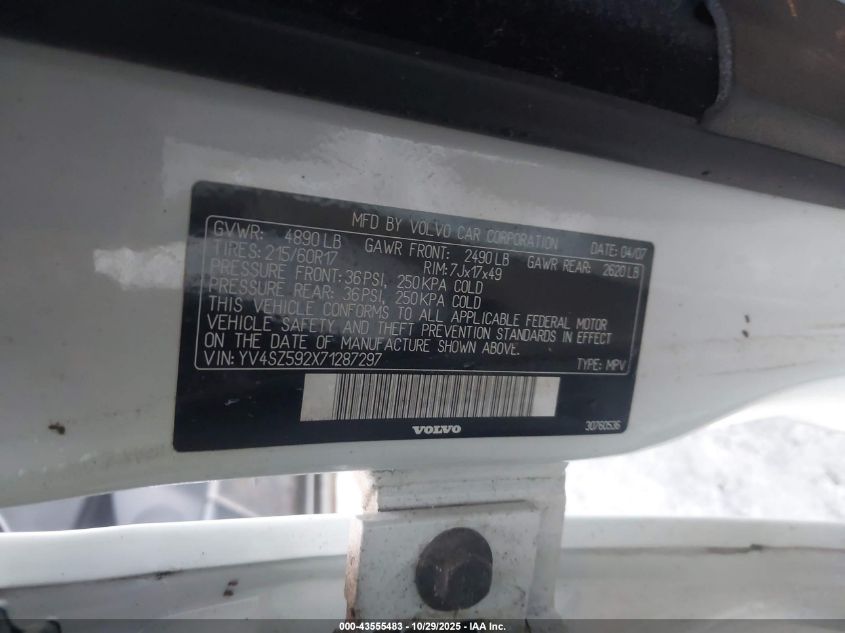 MFD BY VOLVO CAR CORPORATION DATE: 04/07
GVWR: 4890 LB GAWR FRONT: 2490 LB GAWR REAR: 2620 LB
TIRES: 215/60R17 RIM: 7Jx17x49
PRESSURE FRONT: 36 PSI, 250 KPA COLD
PRESSURE REAR: 36 PSI, 250 KPA COLD
THIS VEHICLE CONFORMS TO ALL APPLICABLE FEDERAL MOTOR
VEHICLE SAFETY AND THEFT PREVENTION STANDARDS IN EFFECT
ON THE DATE OF MANUFACTURE SHOWN ABOVE.
VIN: YV4SZ592X71287297 TYPE: MPV
VOLVO 30760536
000-43555483 - 10/29/2025 - IAA Inc.